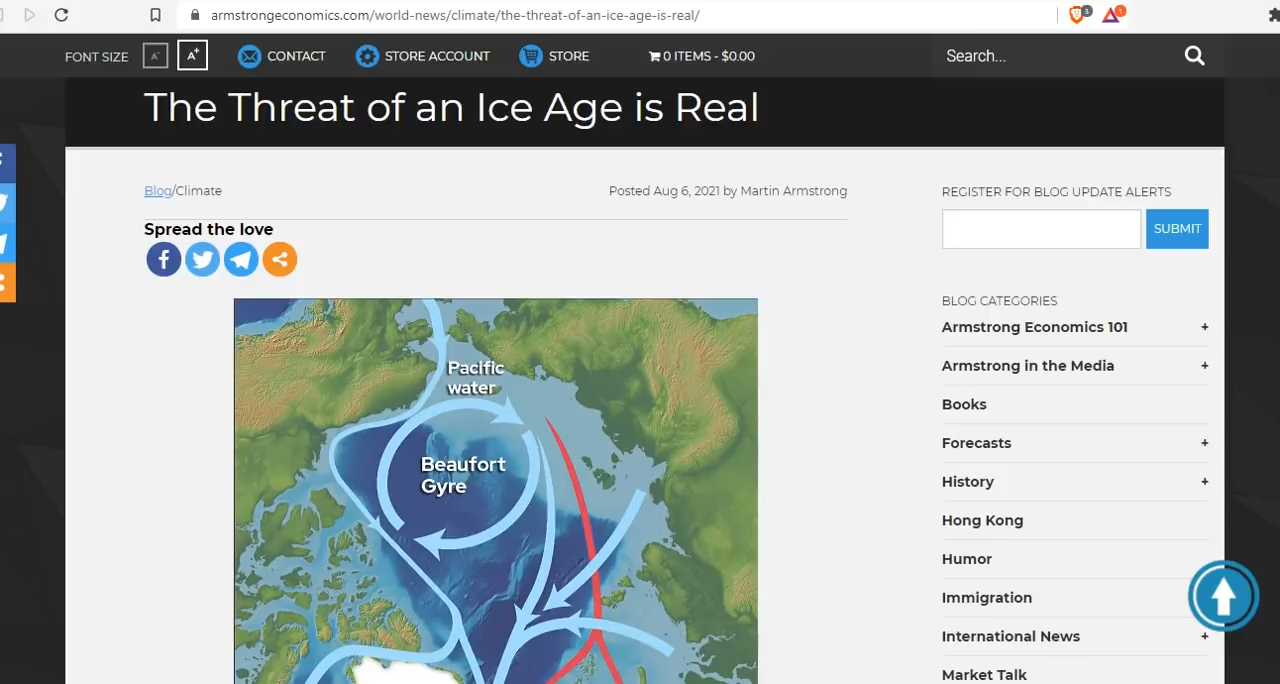 armstrongeconomics.com/world-news/climate/the-threat-of-an-ice-age-is-real/
3
1
FONT SIZE A- A+ CONTACT STORE ACCOUNT STORE 0 ITEMS - $0.00 Search...
The Threat of an Ice Age is Real
Blog/Climate Posted Aug 6, 2021 by Martin Armstrong
Spread the love
Pacific
water
Beaufort
Gyre
REGISTER FOR BLOG UPDATE ALERTS
SUBMIT
BLOG CATEGORIES
Armstrong Economics 101 +
Armstrong in the Media +
Books
Forecasts +
History +
Hong Kong
Humor
Immigration
International News +
Market Talk